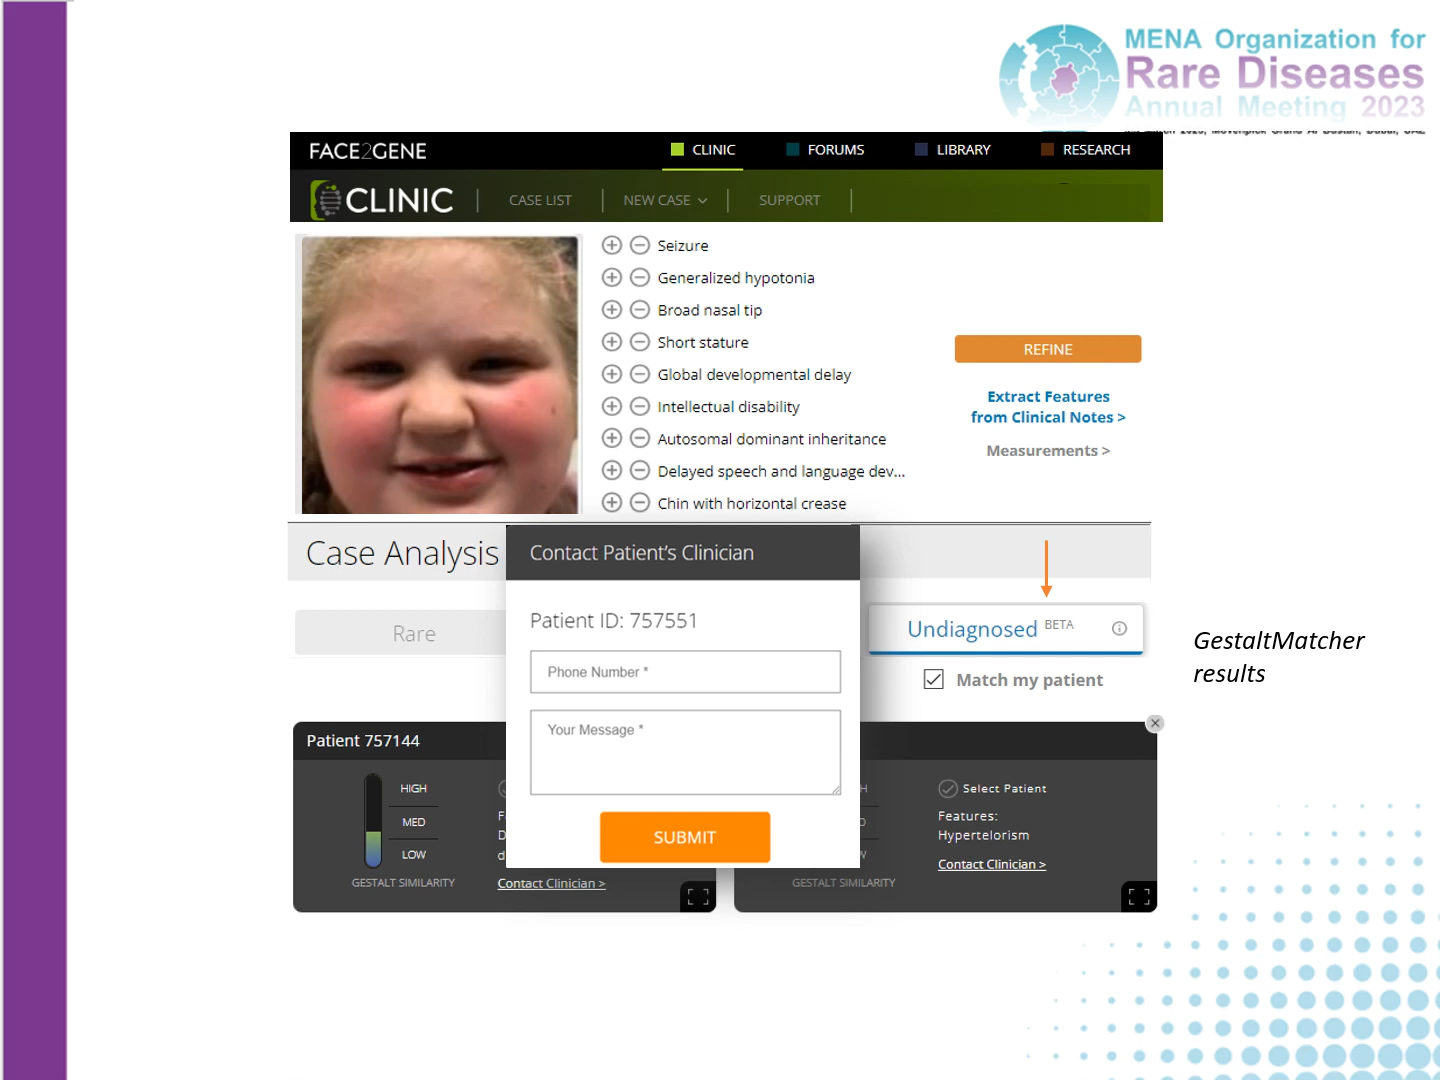 MENA Organization for
Rare Diseases
Annual Meeting 2023
FACE2GENE
CLINIC
FORUMS
LIBRARY
RESEARCH
CLINIC
CASE LIST
NEW CASE
SUPPORT
Seizure
Generalized hypotonia
Broad nasal tip
Short stature
Global developmental delay
Intellectual disability
Autosomal dominant inheritance
Delayed speech and language dev...
Chin with horizontal crease
REFINE
Extract Features
from Clinical Notes >
Measurements >
Case Analysis
Contact Patient's Clinician
Patient ID: 757551
Phone Number *
Your Message *
SUBMIT
Rare
Undiagnosed BETA
Match my patient
GestaltMatcher
results
Patient 757144
HIGH
MED
LOW
GESTALT SIMILARITY
Contact Clinician >
Select Patient
Features:
Hypertelorism
Contact Clinician >
GESTALT SIMILARITY